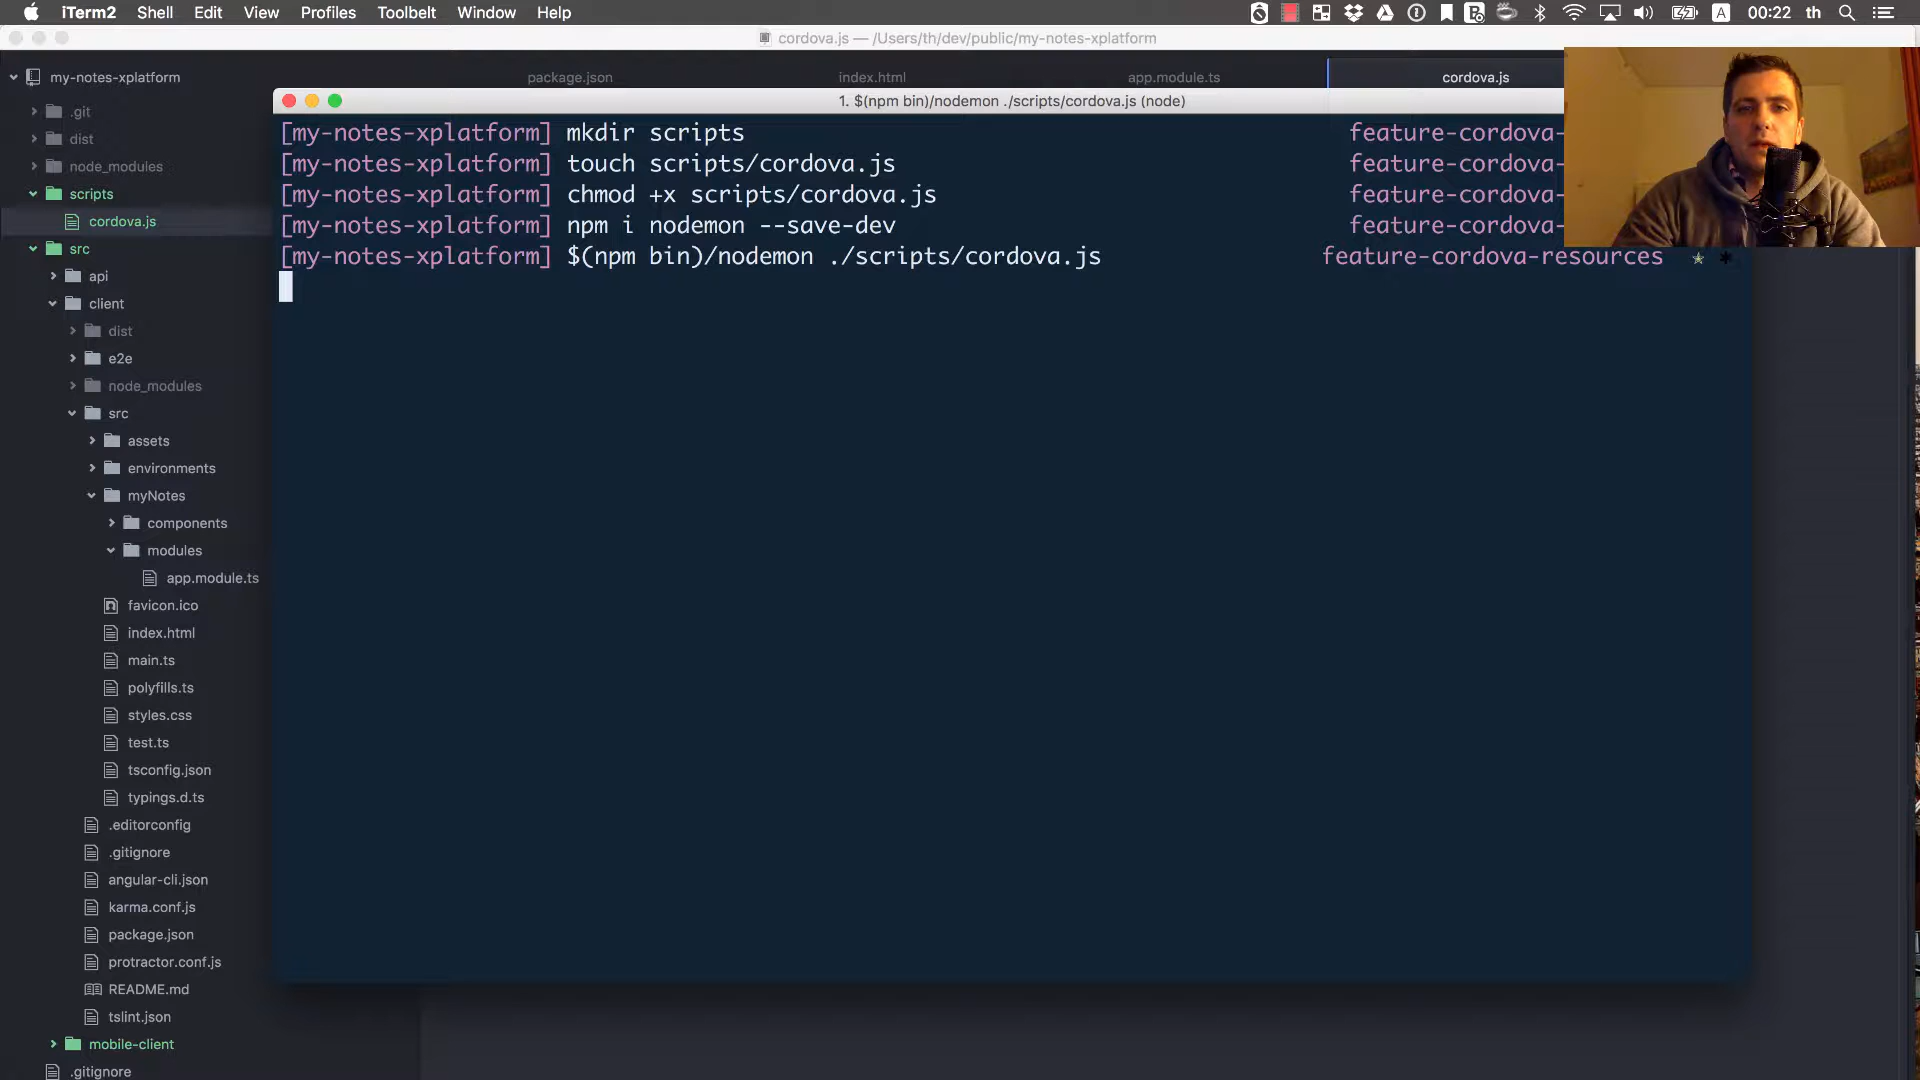 iTerm2 Shell Edit View Profiles Toolbelt Window Help A 00:22 th
cordova.js — /Users/th/dev/public/my-notes-xplatform
my-notes-xplatform package.json index.html app.module.ts cordova.js
1. $(npm bin)/nodemon ./scripts/cordova.js (node)
[my-notes-xplatform] mkdir scripts feature-cordova-
[my-notes-xplatform] touch scripts/cordova.js feature-cordova-
[my-notes-xplatform] chmod +x scripts/cordova.js feature-cordova-
[my-notes-xplatform] npm i nodemon --save-dev feature-cordova-
[my-notes-xplatform] $(npm bin)/nodemon ./scripts/cordova.js feature-cordova-resources ★ *
.git
dist
node_modules
scripts
cordova.js
src
api
client
dist
e2e
node_modules
src
assets
environments
myNotes
components
modules
app.module.ts
favicon.ico
index.html
main.ts
polyfills.ts
styles.css
test.ts
tsconfig.json
typings.d.ts
.editorconfig
.gitignore
angular-cli.json
karma.conf.js
package.json
protractor.conf.js
README.md
tslint.json
mobile-client
.gitignore